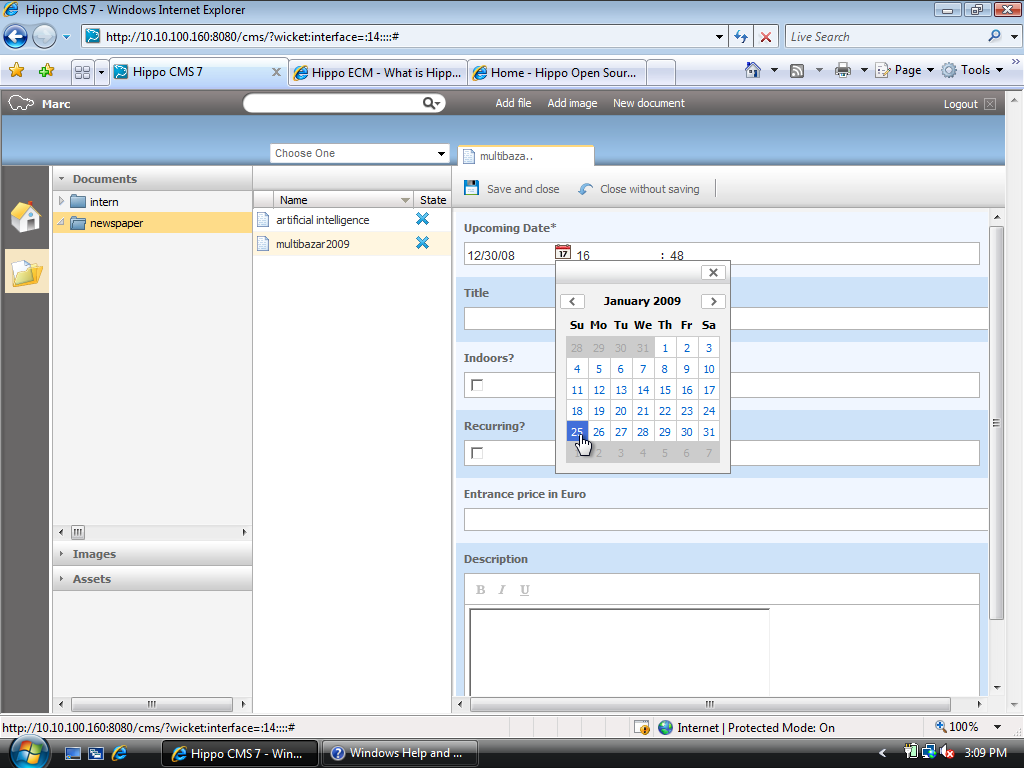 Hippo CMS 7 - Windows Internet Explorer
http://10.10.100.160:8080/cms/?wicket:interface=:14::::#
Live Search
Hippo CMS 7
Hippo ECM - What is Hipp...
Home - Hippo Open Sour...
Page
Tools
Marc
Add file
Add image
New document
Logout
Choose One
multibaza..
Documents
intern
newspaper
Name
State
artificial intelligence
multibazar2009
Save and close
Close without saving
Upcoming Date*
12/30/08
17
16
: 48
Title
Indoors?
Recurring?
January 2009
Su Mo Tu We Th Fr Sa
28 29 30 31 1 2 3
4 5 6 7 8 9 10
11 12 13 14 15 16 17
18 19 20 21 22 23 24
25 26 27 28 29 30 31
1 2 3 4 5 6 7
Entrance price in Euro
Description
B I U
Images
Assets
http://10.10.100.160:8080/cms/?wicket:interface=:14::::#
Internet | Protected Mode: On
100%
Hippo CMS 7 - Win...
Windows Help and ...
3:09 PM